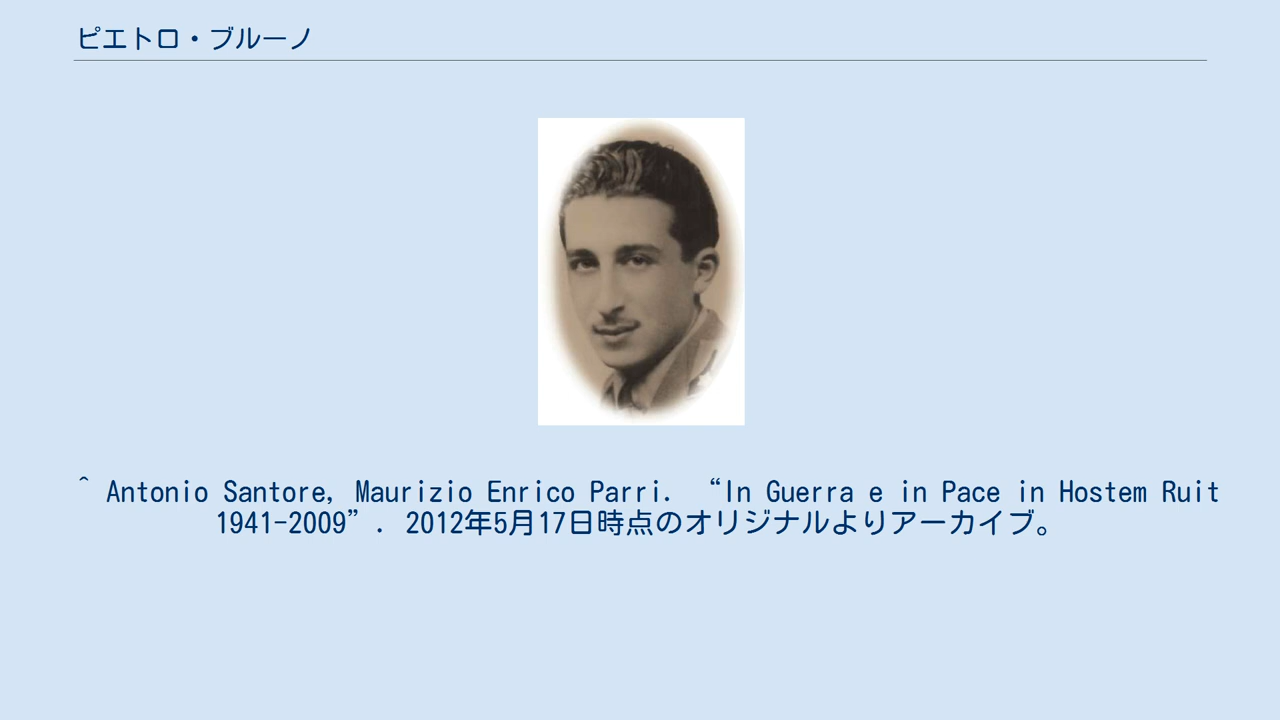 ピエトロ・ブルーノ
^ Antonio Santore, Maurizio Enrico Parri. “In Guerra e in Pace in Hostem Ruit
1941-2009”. 2012年5月17日時点のオリジナルよりアーカイブ。